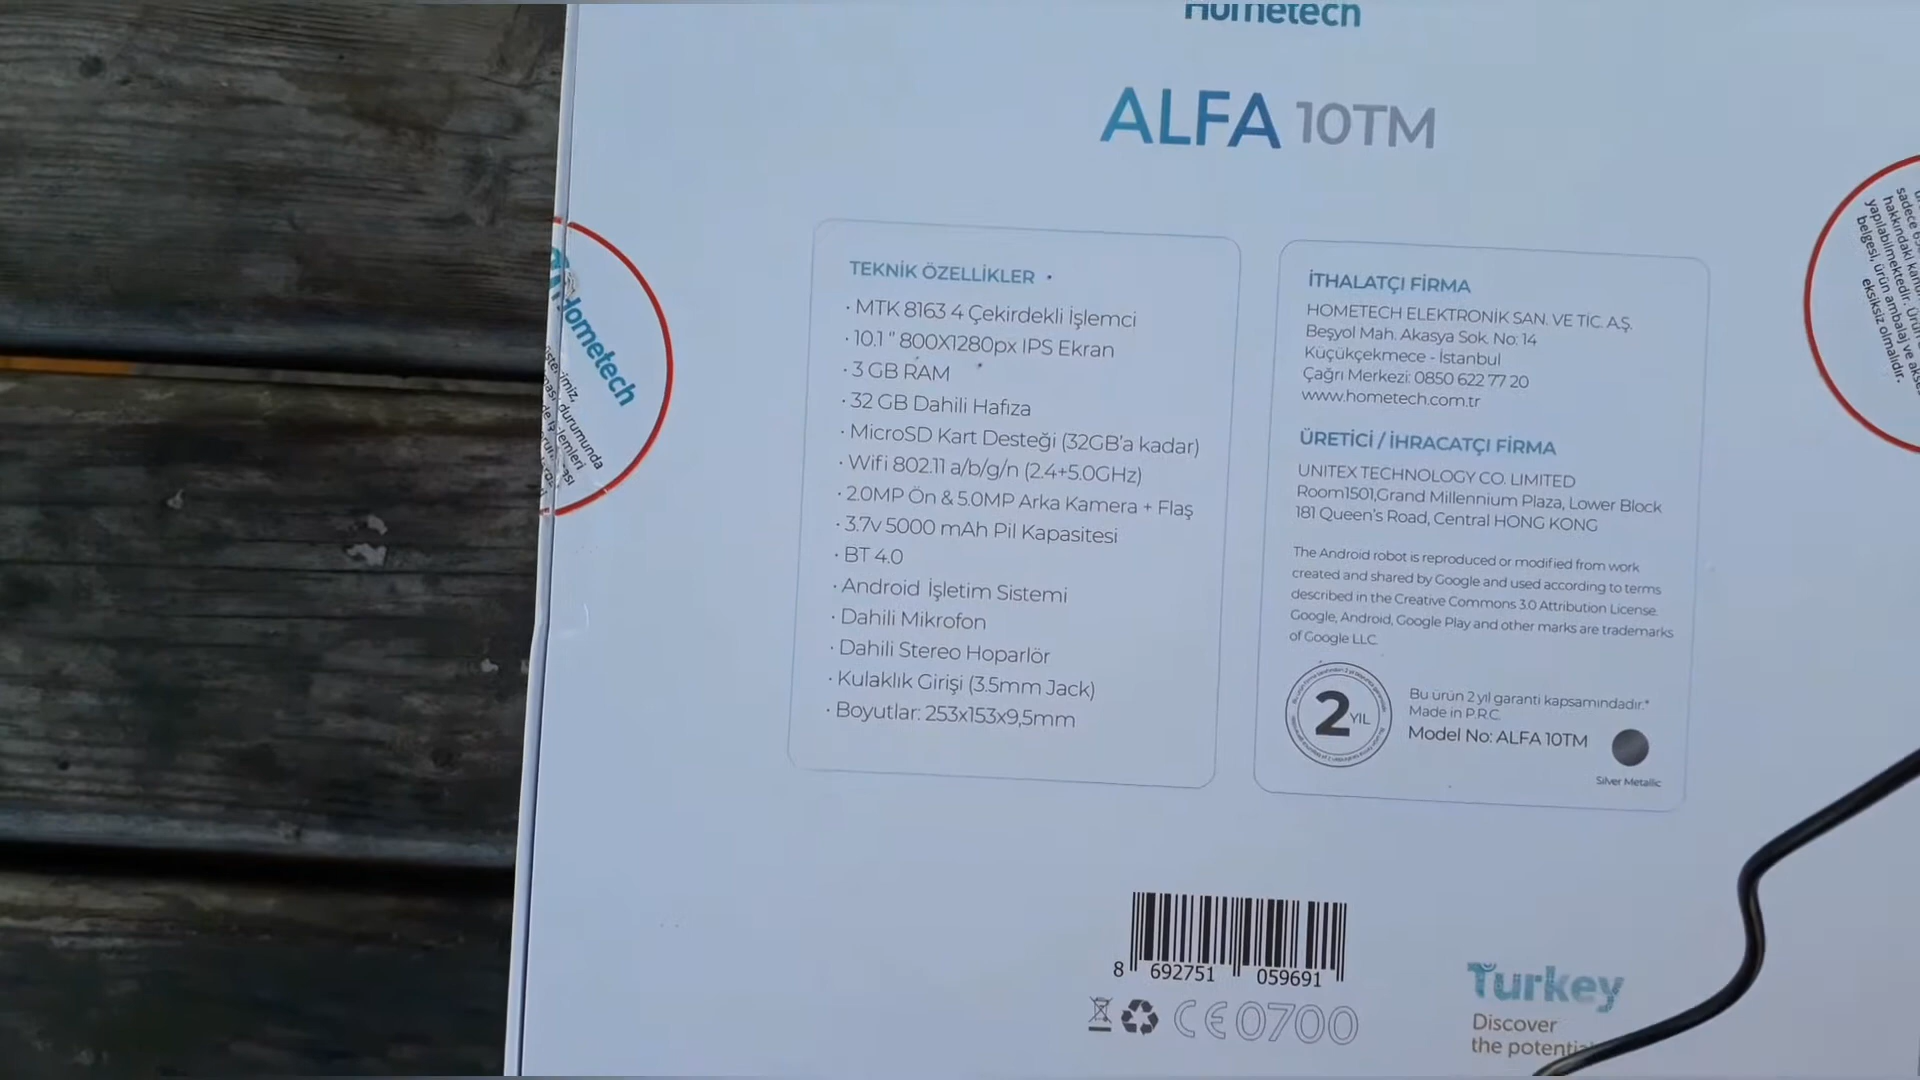 Hometech
ALFA 10TM
Hometech
durumunda
TEKNİK ÖZELLİKLER
· MTK 8163 4 Çekirdekli İşlemci
· 10.1 " 800X1280px IPS Ekran
· 3 GB RAM
· 32 GB Dahili Hafıza
· MicroSD Kart Desteği (32GB'a kadar)
· Wifi 802.11 a/b/g/n (2.4+5.0GHz)
· 2.0MP Ön & 5.0MP Arka Kamera + Flaş
· 3.7v 5000 mAh Pil Kapasitesi
· BT 4.0
· Android İşletim Sistemi
· Dahili Mikrofon
· Dahili Stereo Hoparlör
· Kulaklık Girişi (3.5mm Jack)
· Boyutlar: 253x153x9,5mm
İTHALATÇI FİRMA
HOMETECH ELEKTRONİK SAN. VE TİC. A.Ş.
Beşyol Mah. Akasya Sok. No: 14
Küçükçekmece - İstanbul
Çağrı Merkezi: 0850 622 77 20
www.hometech.com.tr
ÜRETİCİ / İHRACATÇI FİRMA
UNITEX TECHNOLOGY CO. LIMITED
Room1501,Grand Millennium Plaza, Lower Block
181 Queen's Road, Central HONG KONG
The Android robot is reproduced or modified from work
created and shared by Google and used according to terms
described in the Creative Commons 3.0 Attribution License.
Google, Android, Google Play and other marks are trademarks
of Google LLC.
2 YIL
Bu ürün 2 yıl garanti kapsamındadır.*
Made in P.R.C.
Model No: ALFA 10TM
Silver Metallic
sadece
hakkındaki
yapılabilmektedir.
belgesi, ürün ambalaj ve
eksiksiz olmalıdır.
8 692751 059691
CE 0700
Turkey
Discover
the